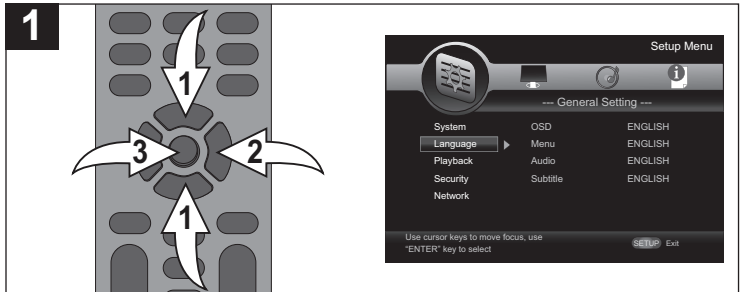 1
1
3
2
1
Setup Menu
--- General Setting ---
System OSD ENGLISH
Language Menu ENGLISH
Playback Audio ENGLISH
Security Subtitle ENGLISH
Network
Use cursor keys to move focus, use
"ENTER" key to select
SETUP Exit